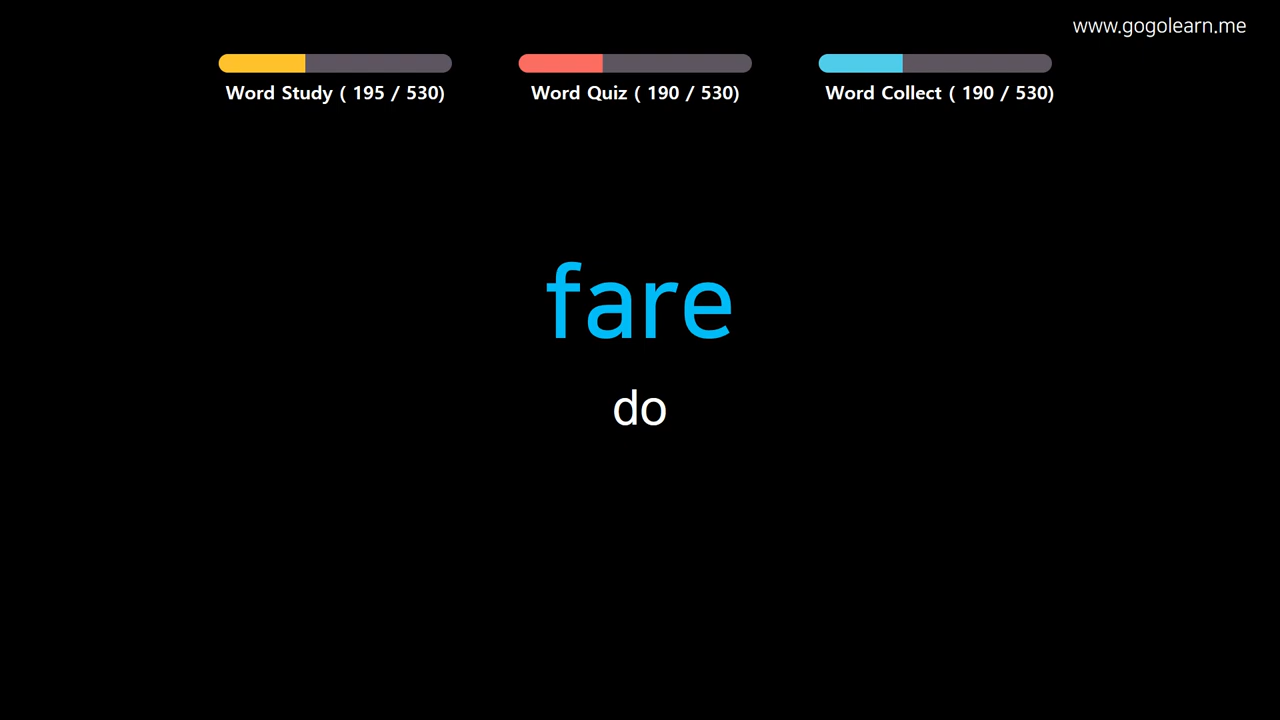 www.gogolearn.me
Word Study ( 195 / 530)
Word Quiz ( 190 / 530)
Word Collect ( 190 / 530)
fare
do